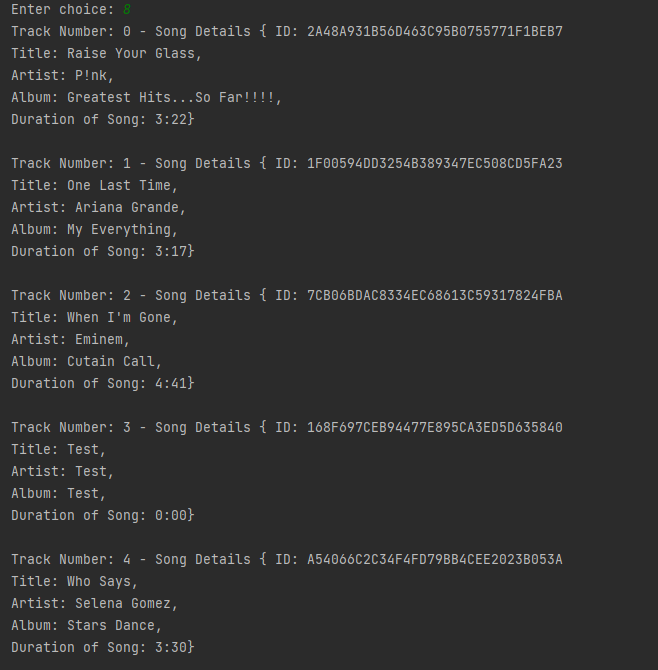 Enter choice: 8
Track Number: 0 - Song Details { ID: 2A48A931B56D463C95B0755771F1BEB7
Title: Raise Your Glass,
Artist: P!nk,
Album: Greatest Hits...So Far!!!!,
Duration of Song: 3:22}
Track Number: 1 - Song Details { ID: 1F00594DD3254B389347EC508CD5FA23
Title: One Last Time,
Artist: Ariana Grande,
Album: My Everything,
Duration of Song: 3:17}
Track Number: 2 - Song Details { ID: 7CB06BDAC8334EC68613C59317824FBA
Title: When I'm Gone,
Artist: Eminem,
Album: Cutain Call,
Duration of Song: 4:41}
Track Number: 3 - Song Details { ID: 168F697CEB94477E895CA3ED5D635840
Title: Test,
Artist: Test,
Album: Test,
Duration of Song: 0:00}
Track Number: 4 - Song Details { ID: A54066C2C34F4FD79BB4CEE2023B053A
Title: Who Says,
Artist: Selena Gomez,
Album: Stars Dance,
Duration of Song: 3:30}